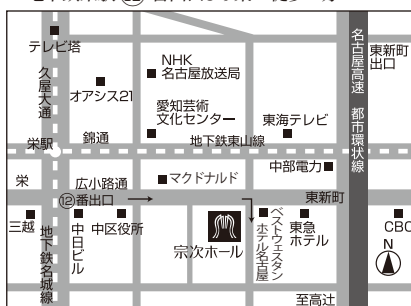 テレビ塔
久屋大通
オアシス21
NHK
名古屋放送局
愛知芸術
文化センター
東海テレビ
名古屋高速 都市環状線
東新町
出口
栄駅
錦通
地下鉄東山線
中部電力
栄
広小路通
マクドナルド
東新町
⑫番出口
三越
地下鉄名城線
中日ビル
中区役所
宗次ホール
ベストウェスタン
ホテル名古屋
東急
ホテル
CBC
N
至高辻